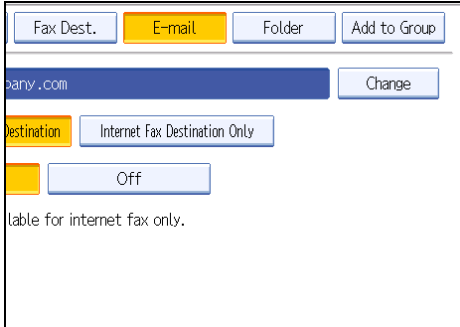 Fax Dest. E-mail Folder Add to Group
pany.com Change
Destination Internet Fax Destination Only
Off
lable for internet fax only.